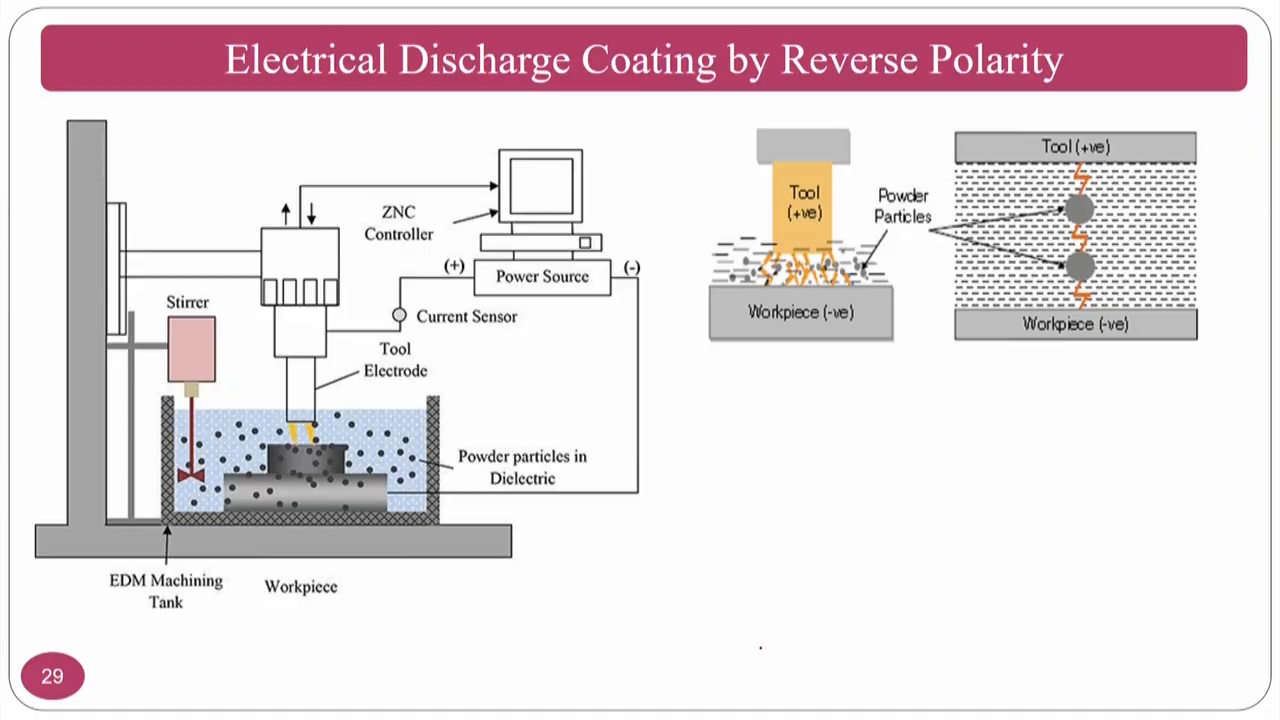 Electrical Discharge Coating by Reverse Polarity
ZNC
Controller
(+)
Power Source
(-)
Stirrer
Current Sensor
Tool
Electrode
Powder particles in
Dielectric
EDM Machining
Tank
Workpiece
Tool
(+ve)
Powder
Particles
Workpiece (-ve)
Tool (+ve)
Workpiece (-ve)
29